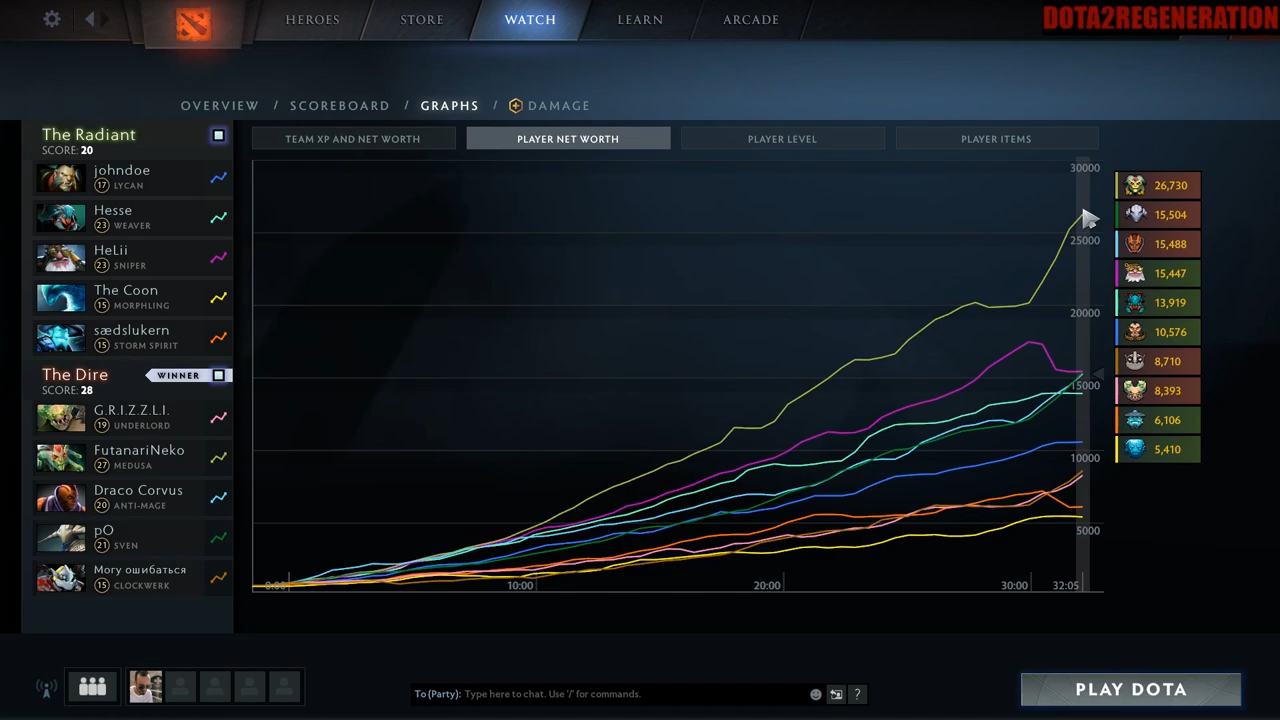 HEROES
STORE
WATCH
LEARN
ARCADE
DOTA2REGENERATION
OVERVIEW / SCOREBOARD / GRAPHS / DAMAGE
The Radiant
SCORE: 20
johndoe
17 LYCAN
Hesse
23 WEAVER
HeLii
23 SNIPER
The Coon
15 MORPHLING
sædslukern
15 STORM SPIRIT
The Dire
WINNER
SCORE: 28
G.R.I.Z.Z.L.I.
19 UNDERLORD
FutanariNeko
27 MEDUSA
Draco Corvus
20 ANTI-MAGE
pO
21 SVEN
Могу ошибаться
15 CLOCKWERK
TEAM XP AND NET WORTH
PLAYER NET WORTH
PLAYER LEVEL
PLAYER ITEMS
30000
25000
20000
15000
10000
5000
0:00
10:00
20:00
30:00
32:05
26,730
15,504
15,488
15,447
13,919
10,576
8,710
8,393
6,106
5,410
To (Party): Type here to chat. Use '/' for commands.
?
PLAY DOTA